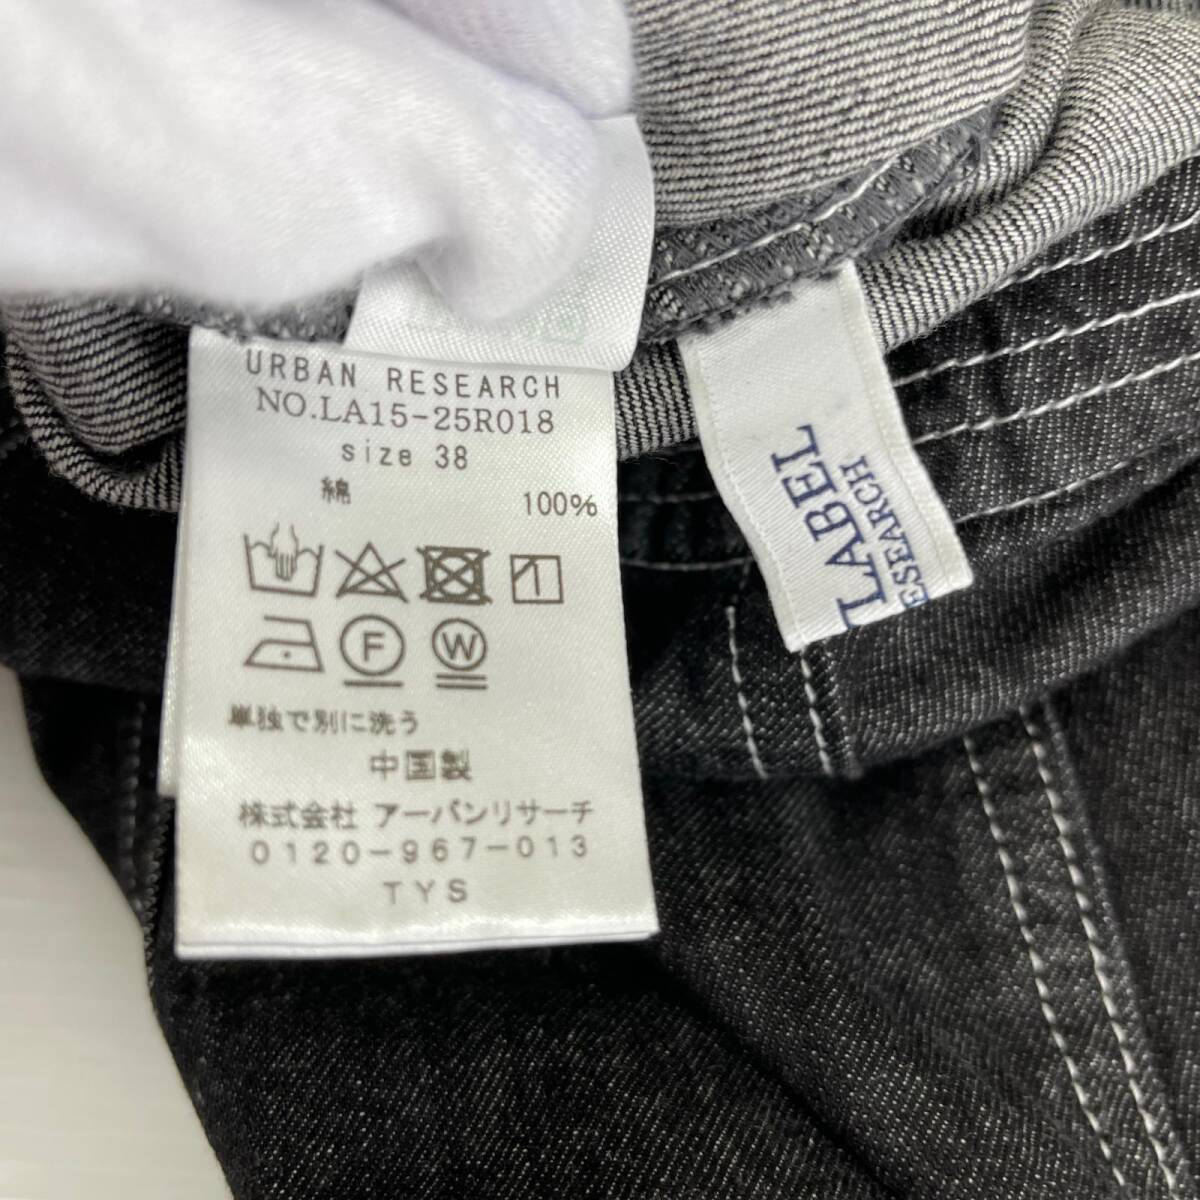 URBAN RESEARCH
NO.LA15-25R018
size 38
綿 100%
F W
単独で別に洗う
中国製
株式会社 アーバンリサーチ
0120-967-013
TYS
LABEL
ESEARCH